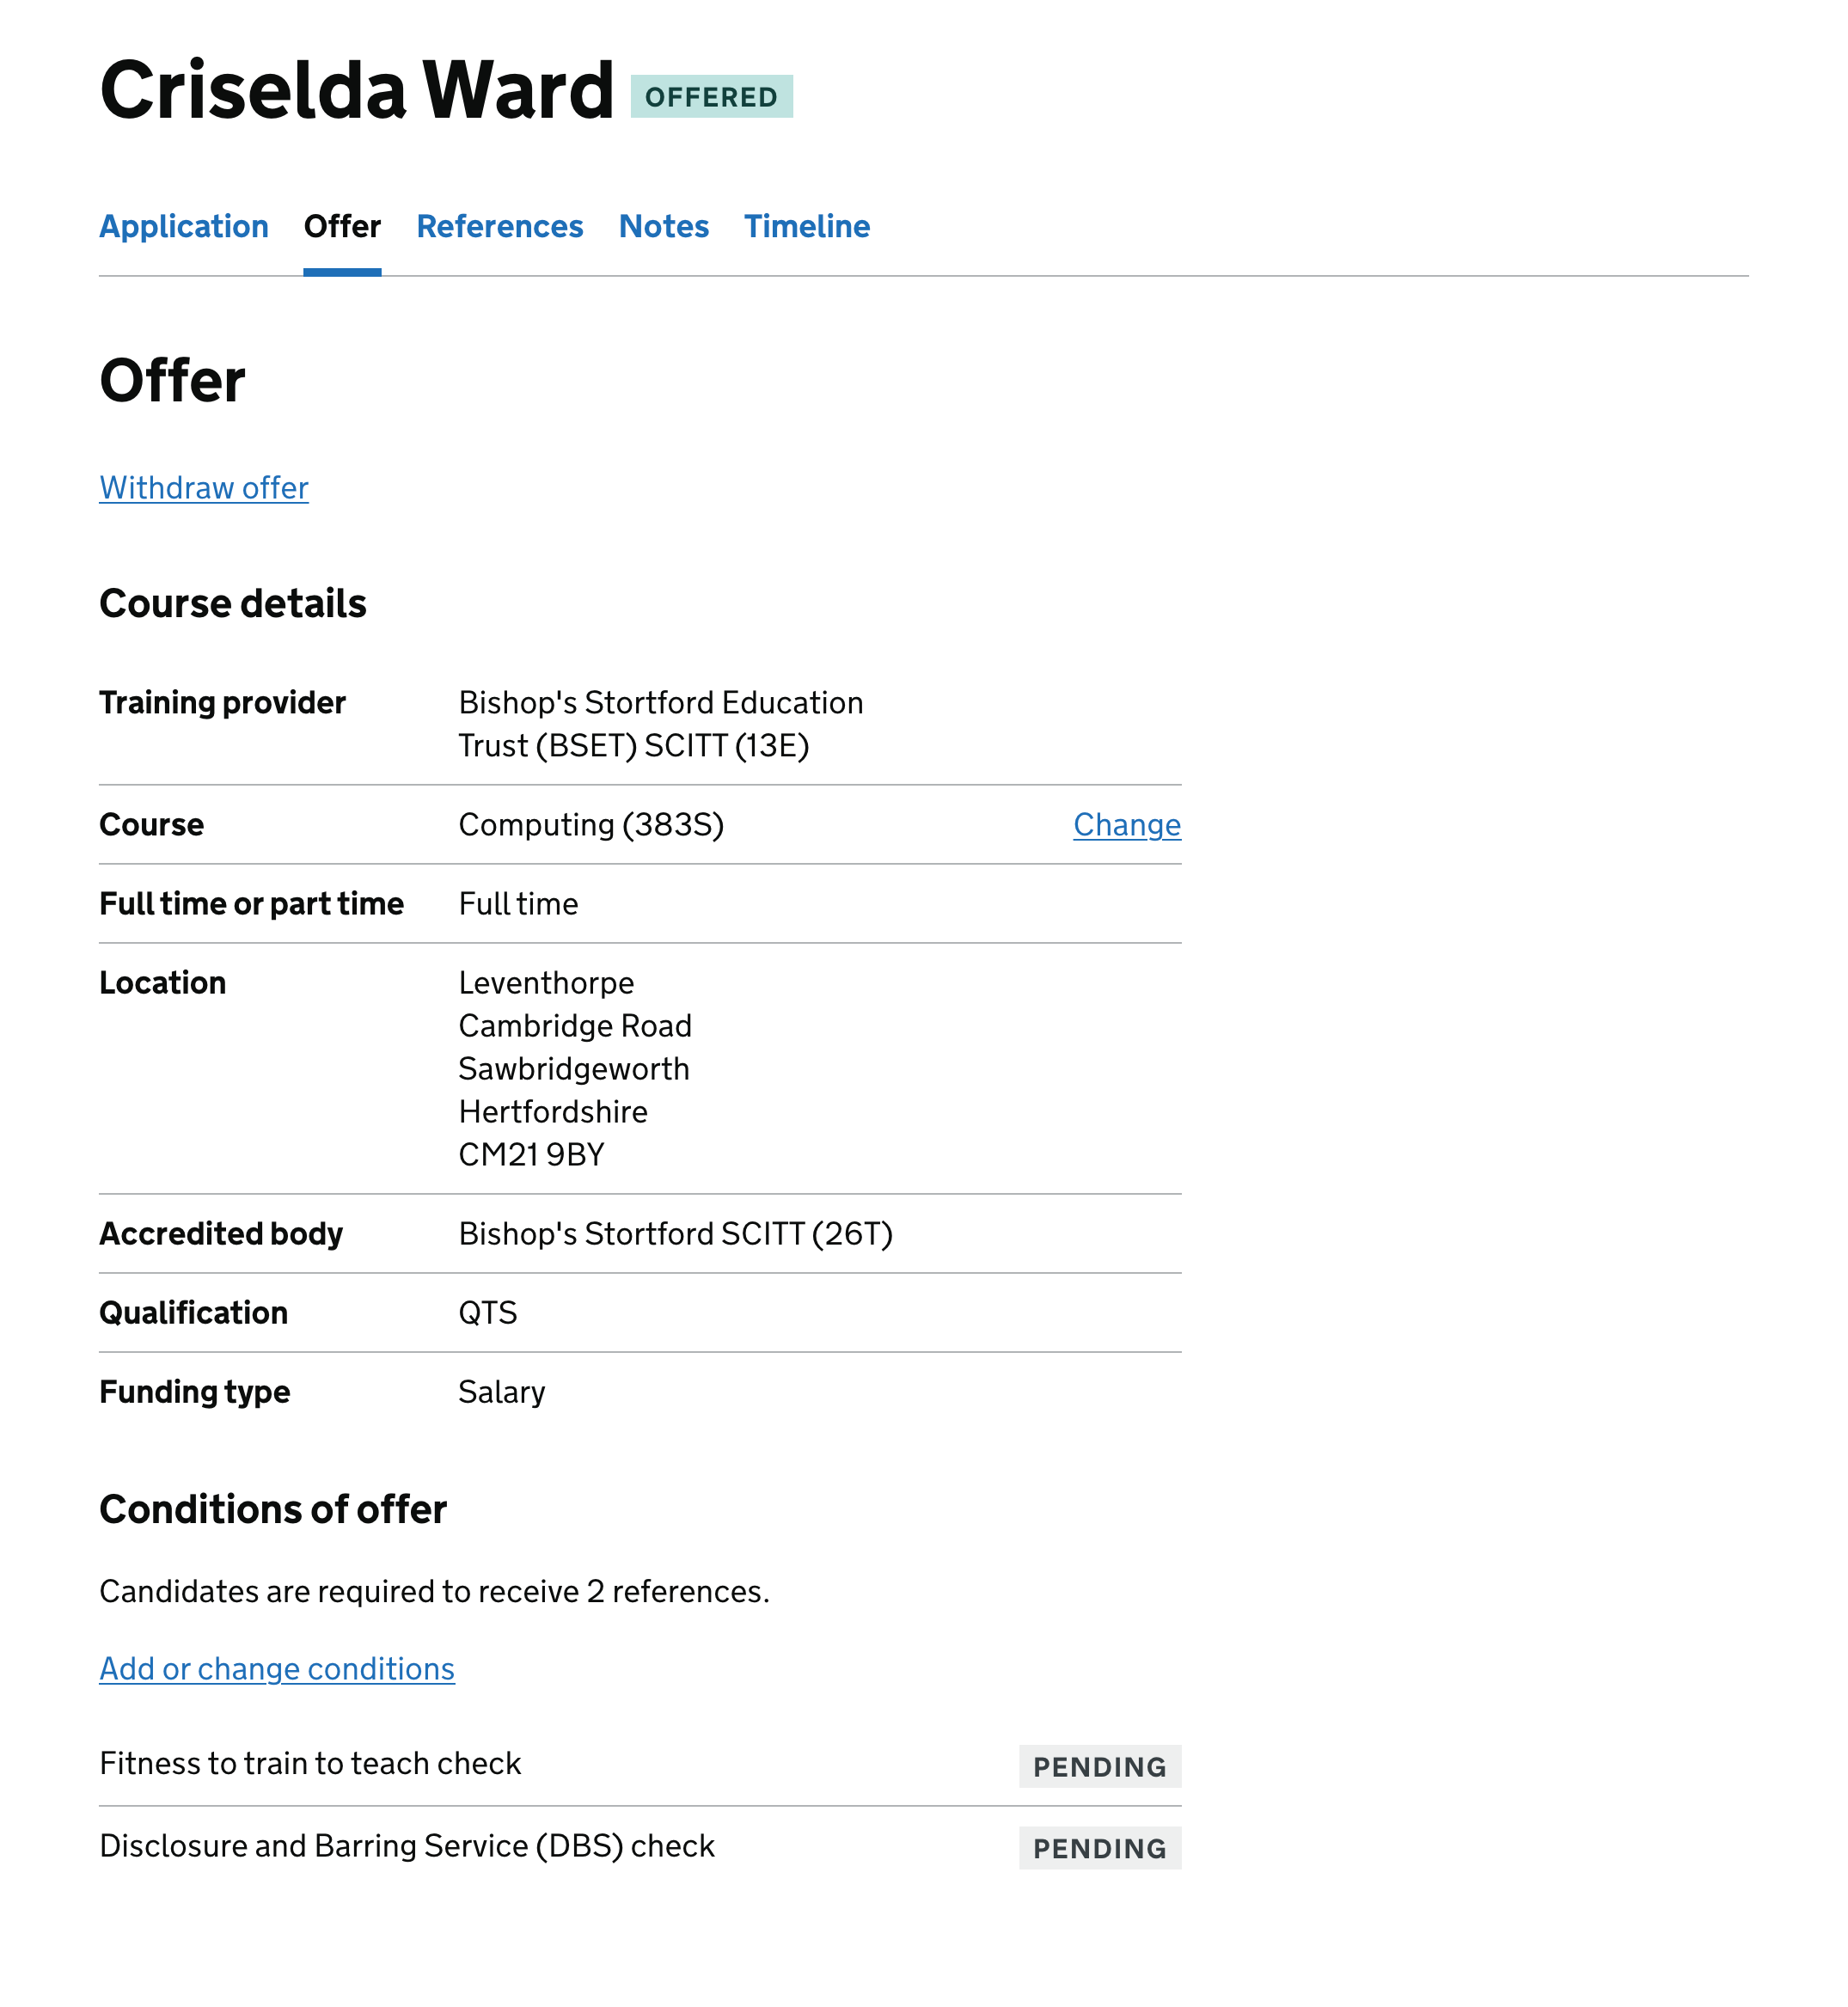 Criselda Ward OFFERED
Application Offer References Notes Timeline
Offer
Withdraw offer
Course details
Training provider Bishop's Stortford Education
Trust (BSET) SCITT (13E)
Course Computing (383S) Change
Full time or part time Full time
Location Leventhorpe
Cambridge Road
Sawbridgeworth
Hertfordshire
CM21 9BY
Accredited body Bishop's Stortford SCITT (26T)
Qualification QTS
Funding type Salary
Conditions of offer
Candidates are required to receive 2 references.
Add or change conditions
Fitness to train to teach check PENDING
Disclosure and Barring Service (DBS) check PENDING